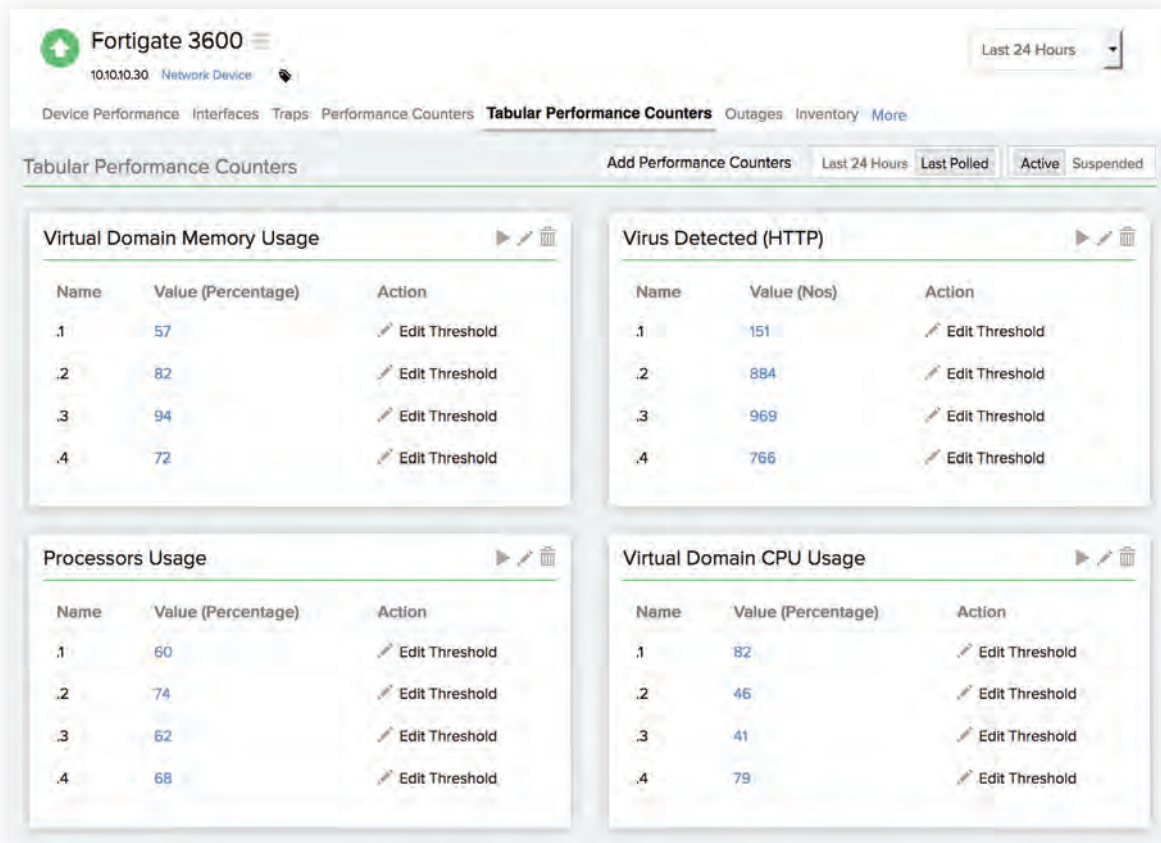 Fortigate 3600
Last 24 Hours
10.10.10.30 Network Device
Device Performance Interfaces Traps Performance Counters Tabular Performance Counters Outages Inventory More
Tabular Performance Counters
Add Performance Counters Last 24 Hours Last Polled Active Suspended
Virtual Domain Memory Usage
Name Value (Percentage) Action
.1 57 Edit Threshold
.2 82 Edit Threshold
.3 94 Edit Threshold
.4 72 Edit Threshold
Virus Detected (HTTP)
Name Value (Nos) Action
.1 151 Edit Threshold
.2 884 Edit Threshold
.3 969 Edit Threshold
.4 766 Edit Threshold
Processors Usage
Name Value (Percentage) Action
.1 60 Edit Threshold
.2 74 Edit Threshold
.3 62 Edit Threshold
.4 68 Edit Threshold
Virtual Domain CPU Usage
Name Value (Percentage) Action
.1 82 Edit Threshold
.2 46 Edit Threshold
.3 41 Edit Threshold
.4 79 Edit Threshold